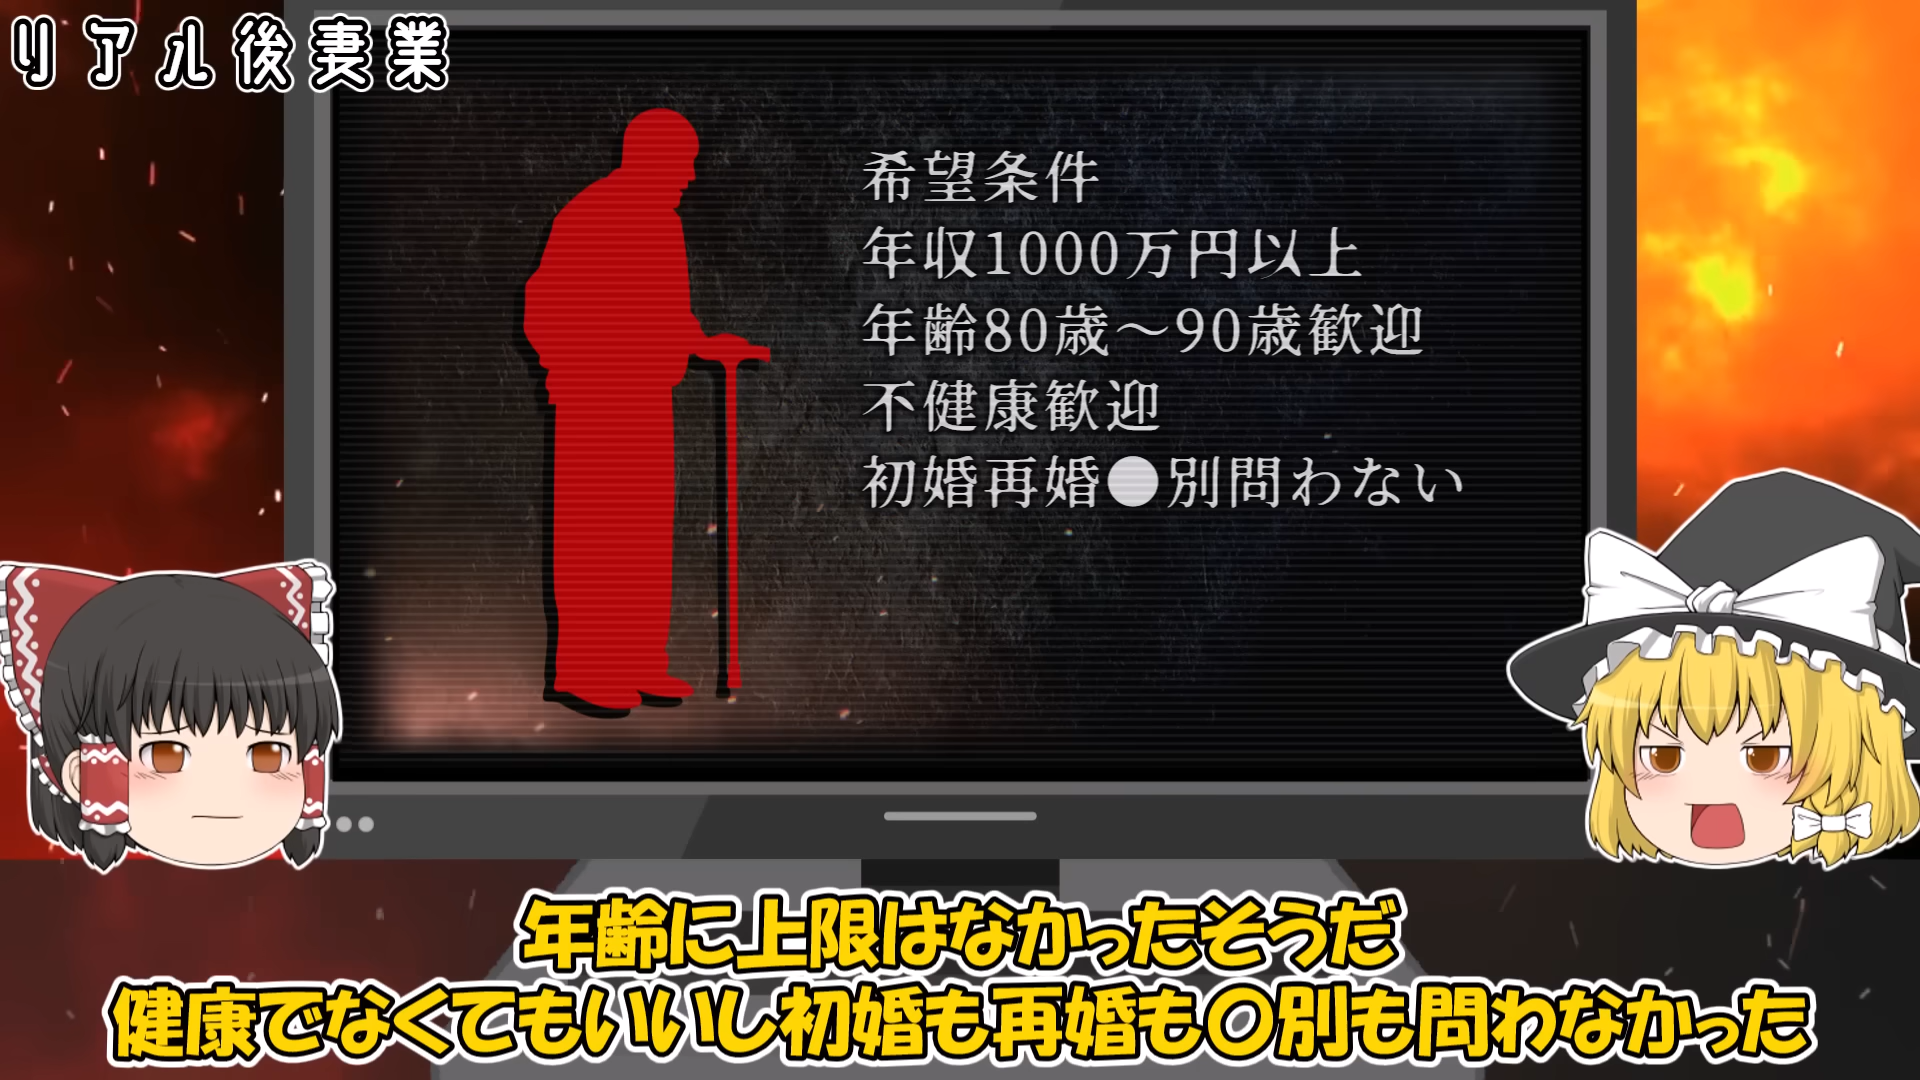 リアル後妻業
希望条件
年収1000万円以上
年齢80歳～90歳歓迎
不健康歓迎
初婚再婚●別問わない
年齢に上限はなかったそうだ
健康でなくてもいいし初婚も再婚も〇別も問わなかった